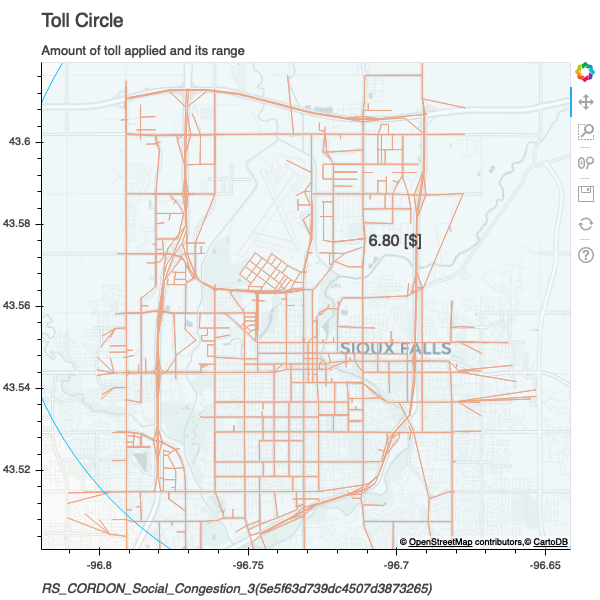 Toll Circle
Amount of toll applied and its range
43.6
43.58
6.80 [$]
43.56
SIOUX FALLS
43.54
43.52
© OpenStreetMap contributors,© CartoDB
-96.8
-96.75
-96.7
-96.65
RS_CORDON_Social_Congestion_3(5e5f63d739dc4507d3873265)